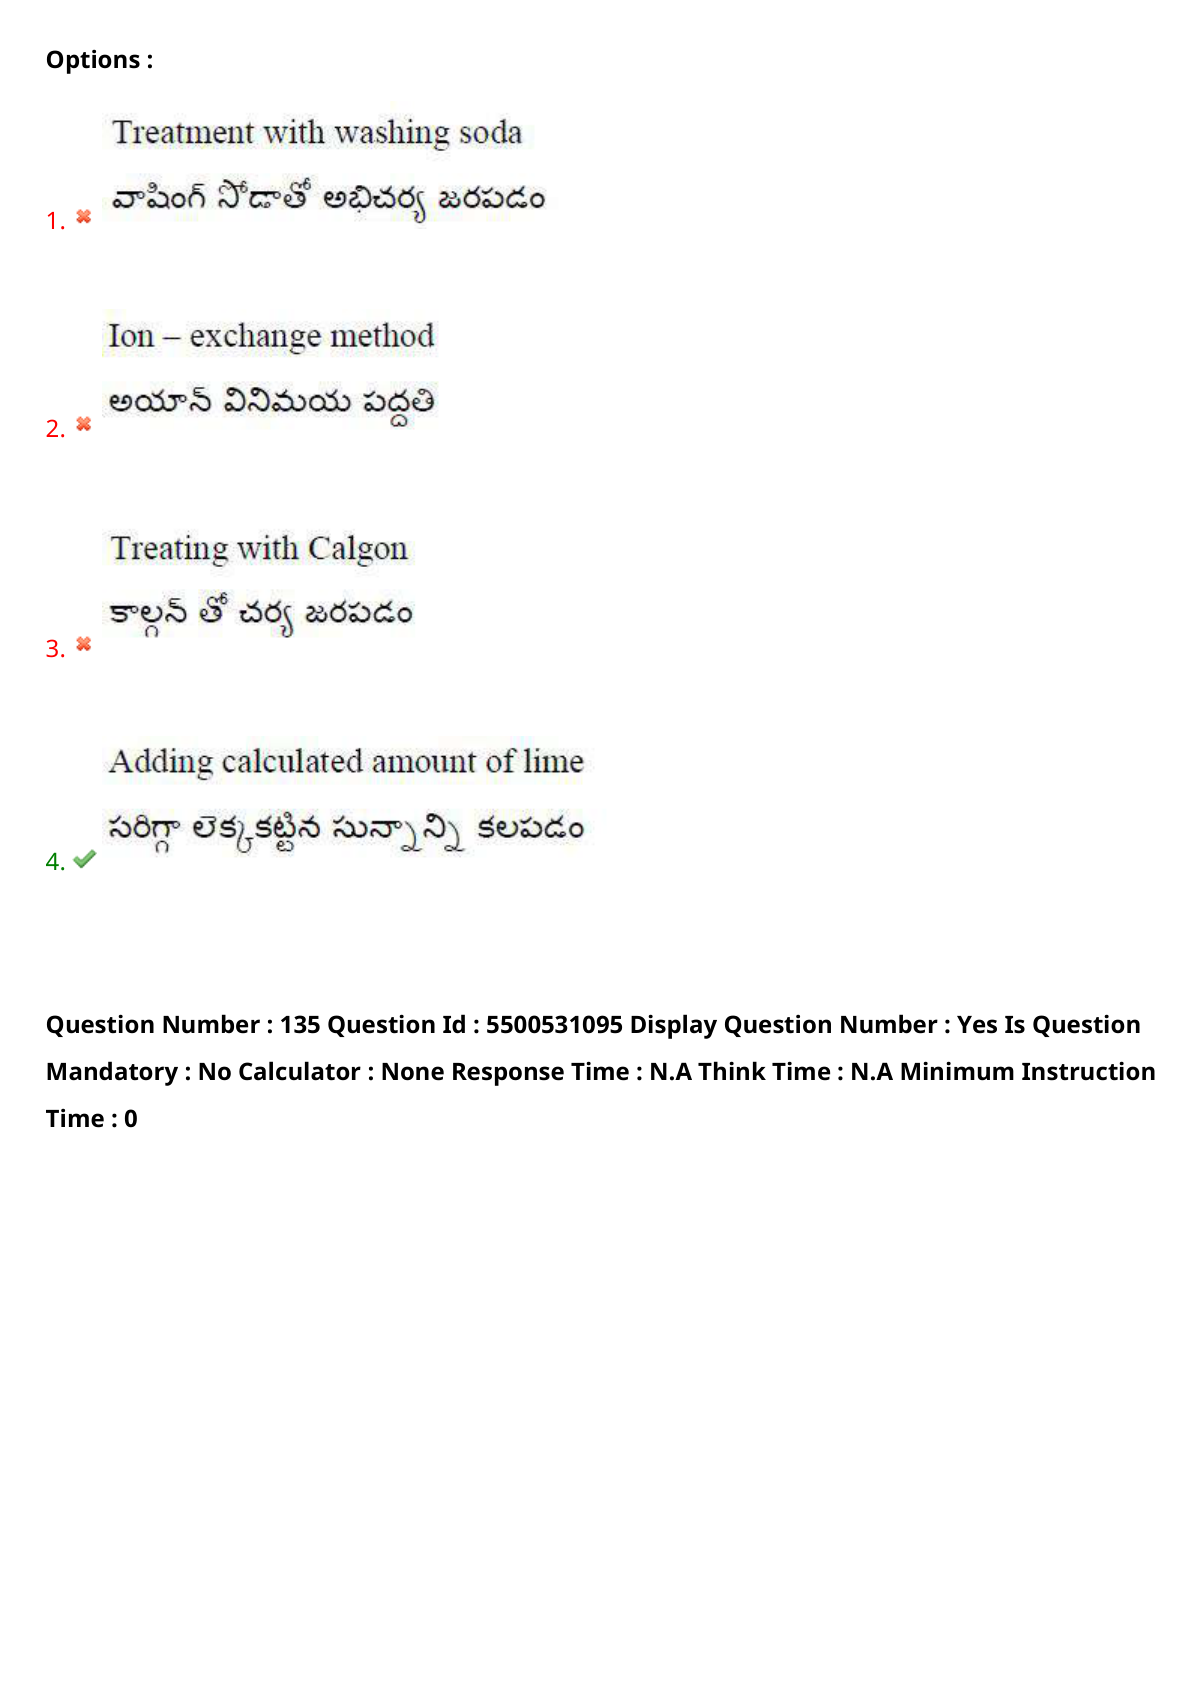 Options :
Treatment with washing soda
వాషింగ్ సోడాతో అభిచర్య జరపడం
1.
Ion – exchange method
అయాన్ వినిమయ పద్దతి
2.
Treating with Calgon
కాల్గన్ తో చర్య జరపడం
3.
Adding calculated amount of lime
సరిగ్గా లెక్కకట్టిన సున్నాన్ని కలపడం
4.
Question Number : 135 Question Id : 5500531095 Display Question Number : Yes Is Question
Mandatory : No Calculator : None Response Time : N.A Think Time : N.A Minimum Instruction
Time : 0